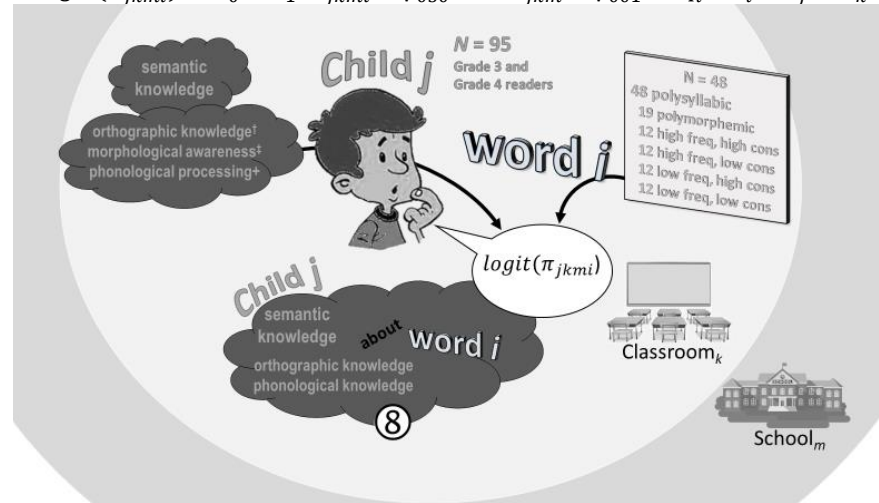 semantic
knowledge
orthographic knowledge†
morphological awareness‡
phonological processing+
Child j
N = 95
Grade 3 and
Grade 4 readers
word i
N = 48
48 polysyllabic
19 polymorphemic
12 high freq, high cons
12 high freq, low cons
12 low freq, high cons
12 low freq, low cons
logit(π_jkmi)
Child j
semantic
knowledge
about
word i
orthographic knowledge
phonological knowledge
⑧
Classroom_k
School_m